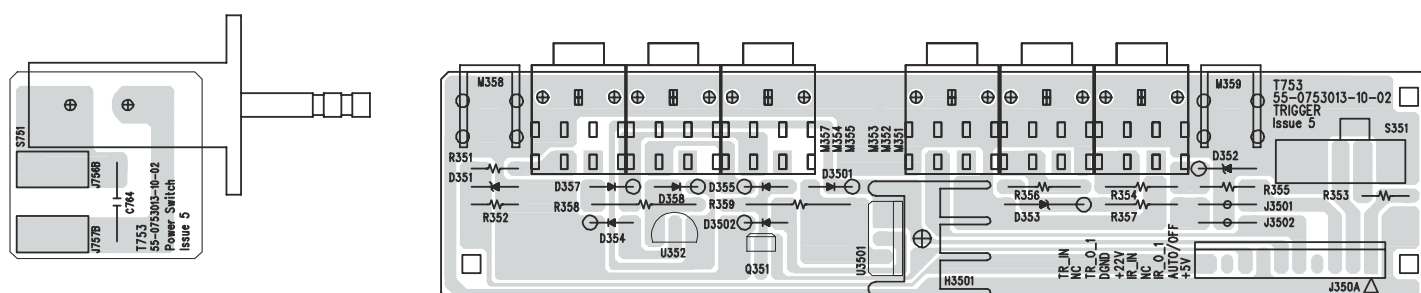 S751
J756B
J757B
C764
T753
55-0753013-10-02
Power Switch
Issue 5
M358
M357
M354
M355
M353
M352
M351
M359
T753
55-0753013-10-02
TRIGGER
Issue 5
S351
R351
D351
R352
D357
R358
D354
D358
U352
D355
R359
D3502
Q351
D3501
U3501
H3501
R356
D353
R354
R357
D352
R355
J3501
J3502
R353
TR_IN
NC
TR_O_1
DGND
+22V
IR_IN
NC
IR_O_1
AUTO/OFF
+5V
J350A